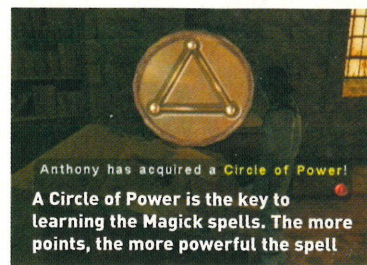 Anthony has acquired a Circle of Power!
A Circle of Power is the key to
learning the Magick spells. The more
points, the more powerful the spell